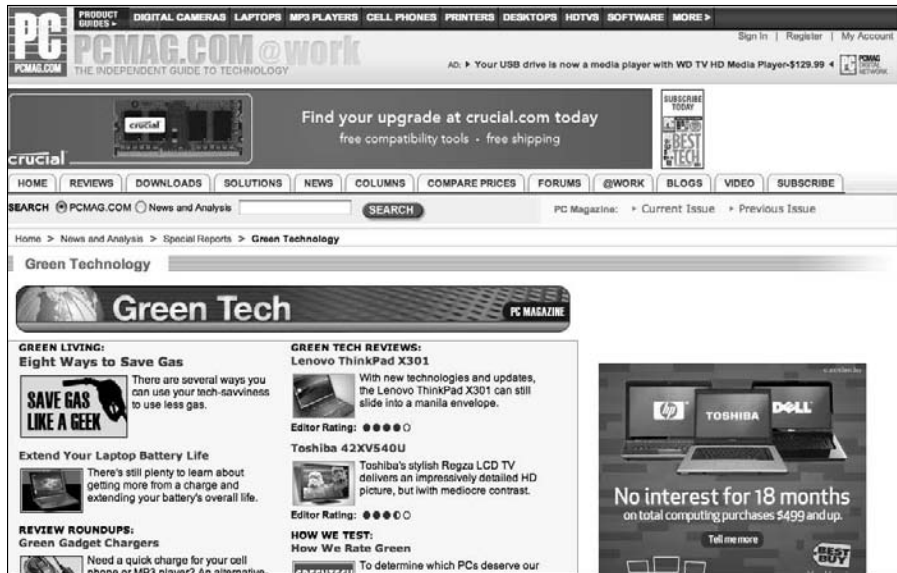 PRODUCT GUIDES ▸ DIGITAL CAMERAS LAPTOPS MP3 PLAYERS CELL PHONES PRINTERS DESKTOPS HDTVS SOFTWARE MORE >
PC
PCMAG.COM
PCMAG.COM @work
THE INDEPENDENT GUIDE TO TECHNOLOGY
Sign In | Register | My Account
AD: ▸ Your USB drive is now a media player with WD TV HD Media Player-$129.99 ◂
PC PCMAG DIGITAL NETWORK
crucial
crucial
Find your upgrade at crucial.com today
free compatibility tools · free shipping
SUBSCRIBE TODAY
BEST TECH
HOME REVIEWS DOWNLOADS SOLUTIONS NEWS COLUMNS COMPARE PRICES FORUMS @WORK BLOGS VIDEO SUBSCRIBE
SEARCH PCMAG.COM News and Analysis SEARCH PC Magazine: ▸ Current Issue ▸ Previous Issue
Home > News and Analysis > Special Reports > Green Technology
Green Technology
Green Tech
PC MAGAZINE
GREEN LIVING:
Eight Ways to Save Gas
SAVE GAS
LIKE A GEEK
There are several ways you
can use your tech-savviness
to use less gas.
Extend Your Laptop Battery Life
There's still plenty to learn about
getting more from a charge and
extending your battery's overall life.
REVIEW ROUNDUPS:
Green Gadget Chargers
Need a quick charge for your cell
phone or MP3 player? An alternative-
GREEN TECH REVIEWS:
Lenovo ThinkPad X301
With new technologies and updates,
the Lenovo ThinkPad X301 can still
slide into a manila envelope.
Editor Rating:
Toshiba 42XV540U
Toshiba's stylish Regza LCD TV
delivers an impressively detailed HD
picture, but iwith mediocre contrast.
Editor Rating:
HOW WE TEST:
How We Rate Green
To determine which PCs deserve our
hp
TOSHIBA
DELL
No interest for 18 months
on total computing purchases $499 and up.
Tell me more
BEST
BUY